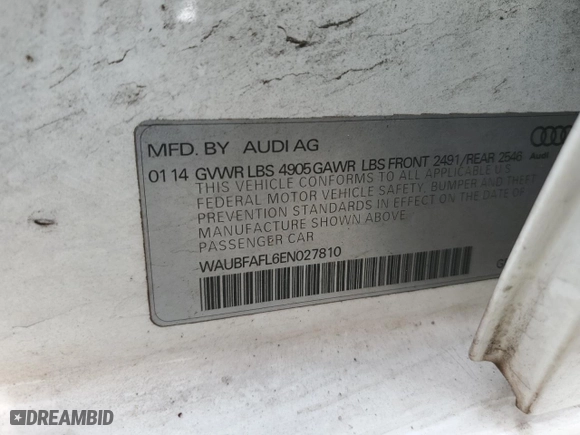 MFD. BY AUDI AG
01 14 GVWR LBS 4905 GAWR LBS FRONT 2491/REAR 2546
Audi
THIS VEHICLE CONFORMS TO ALL APPLICABLE U.S.
FEDERAL MOTOR VEHICLE SAFETY, BUMPER AND THEFT
PREVENTION STANDARDS IN EFFECT ON THE DATE OF
MANUFACTURE SHOWN ABOVE
PASSENGER CAR
WAUBFAFL6EN027810
DREAMBID